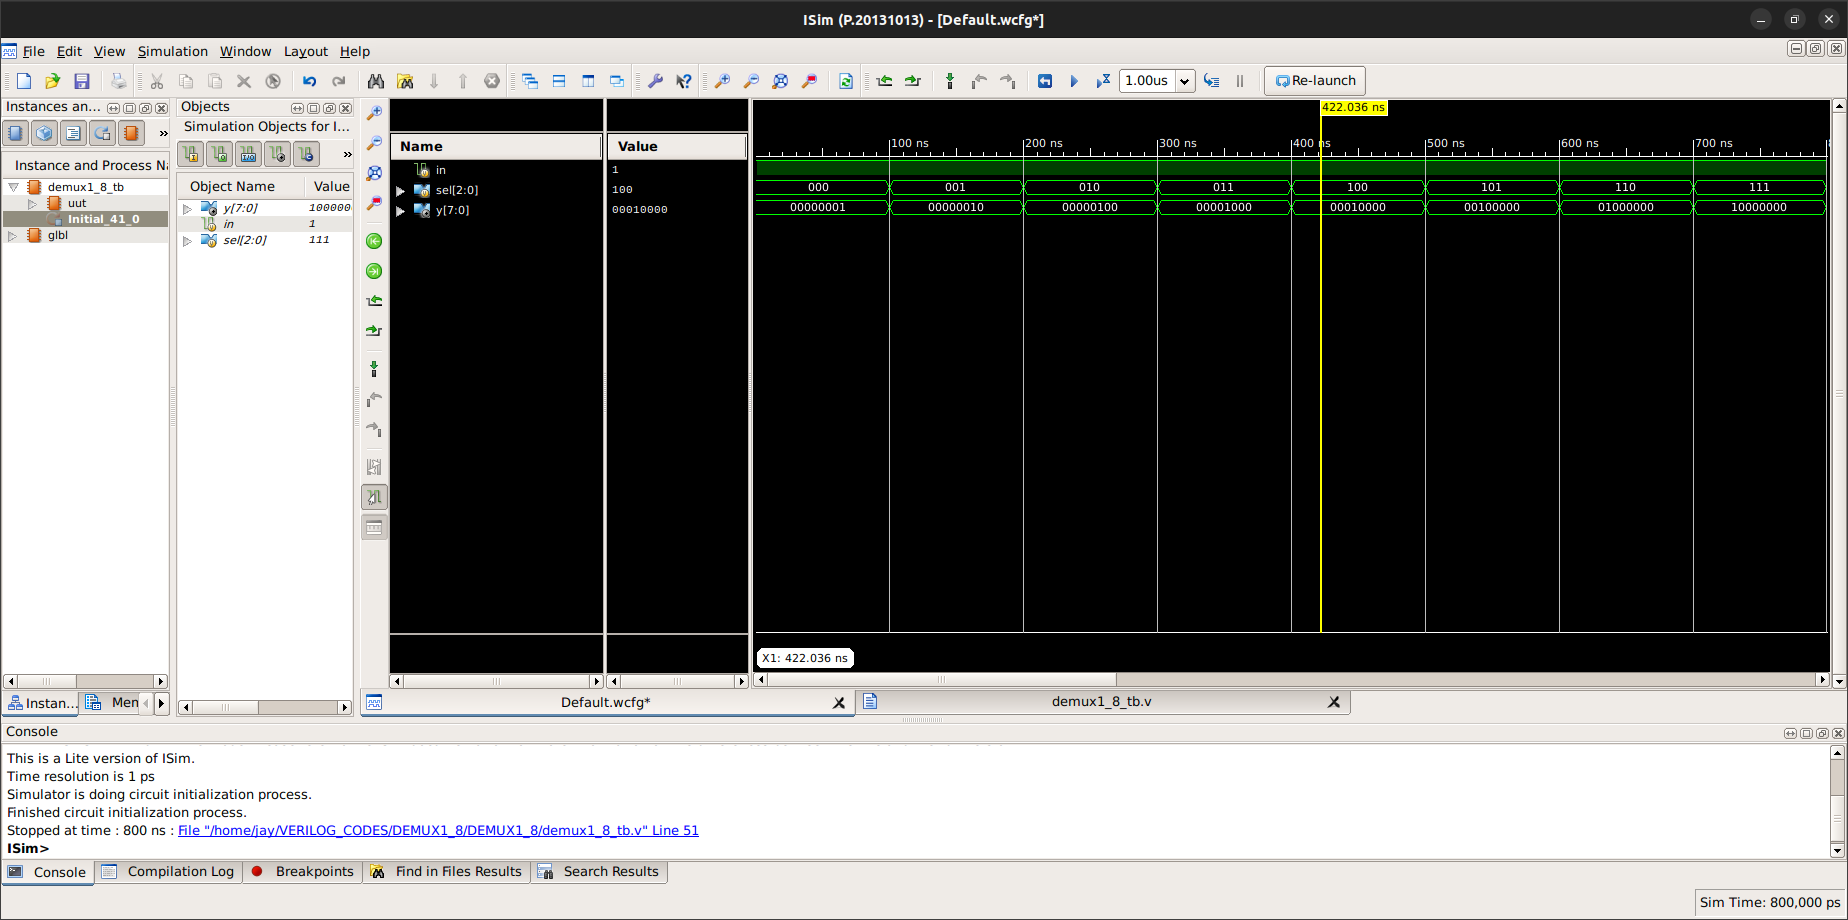 ISim (P.20131013) - [Default.wcfg*]
File Edit View Simulation Window Layout Help
1.00us Re-launch
Instances an...
Instance and Process Na
demux1_8_tb
uut
Initial_41_0
glbl
Instan... Men
Objects
Simulation Objects for I...
Object Name Value
y[7:0] 100000
in 1
sel[2:0] 111
Name Value
in 1
sel[2:0] 100
y[7:0] 00010000
422.036 ns
100 ns 200 ns 300 ns 400 ns 500 ns 600 ns 700 ns
000 001 010 011 100 101 110 111
00000001 00000010 00000100 00001000 00010000 00100000 01000000 10000000
X1: 422.036 ns
Default.wcfg* demux1_8_tb.v
Console
This is a Lite version of ISim.
Time resolution is 1 ps
Simulator is doing circuit initialization process.
Finished circuit initialization process.
Stopped at time : 800 ns : File "/home/jay/VERILOG_CODES/DEMUX1_8/DEMUX1_8/demux1_8_tb.v" Line 51
ISim>
Console Compilation Log Breakpoints Find in Files Results Search Results
Sim Time: 800,000 ps